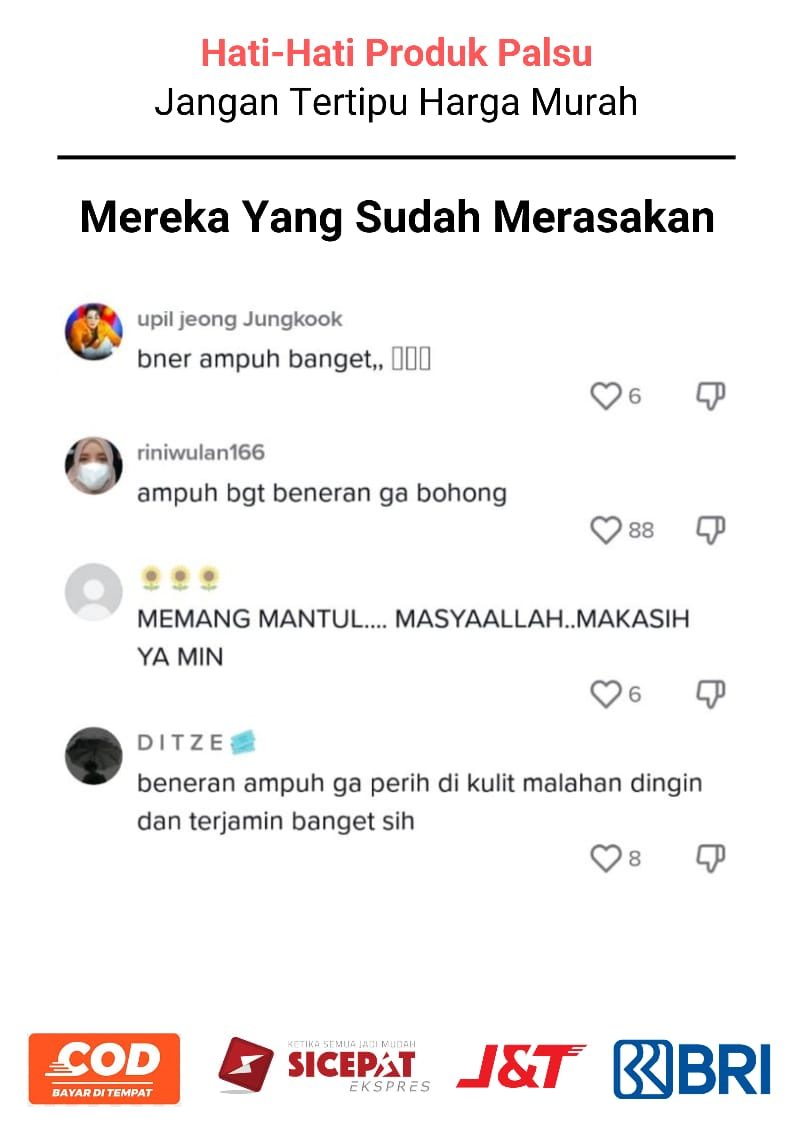 Hati-Hati Produk Palsu
Jangan Tertipu Harga Murah
Mereka Yang Sudah Merasakan
upil jeong Jungkook
bner ampuh banget,,
6
riniwulan166
ampuh bgt beneran ga bohong
88
🌻🌻🌻
MEMANG MANTUL.... MASYAALLAH..MAKASIH
YA MIN
6
D I T Z E
beneran ampuh ga perih di kulit malahan dingin
dan terjamin banget sih
8
COD
BAYAR DI TEMPAT
KETIKA SEMUA JADI MUDAH
SICEPAT
EKSPRES
J&T
BRI